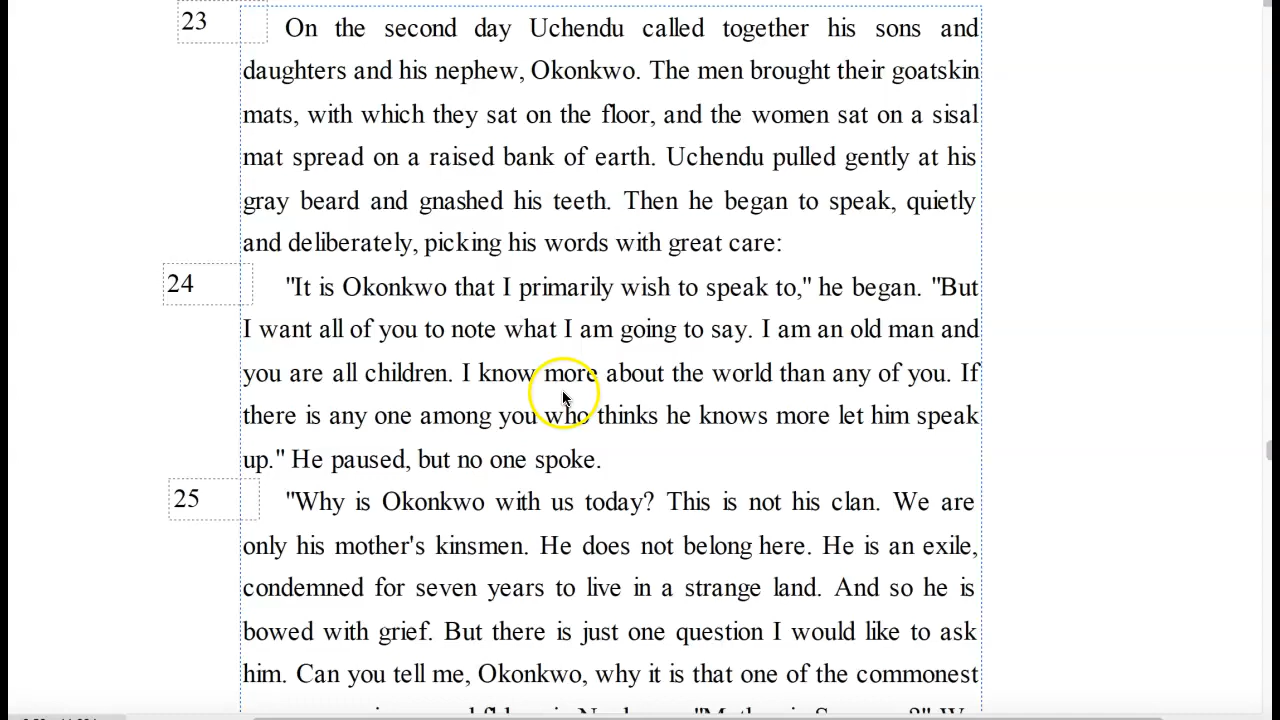 23
On the second day Uchendu called together his sons and
daughters and his nephew, Okonkwo. The men brought their goatskin
mats, with which they sat on the floor, and the women sat on a sisal
mat spread on a raised bank of earth. Uchendu pulled gently at his
gray beard and gnashed his teeth. Then he began to speak, quietly
and deliberately, picking his words with great care:
24
"It is Okonkwo that I primarily wish to speak to," he began. "But
I want all of you to note what I am going to say. I am an old man and
you are all children. I know more about the world than any of you. If
there is any one among you who thinks he knows more let him speak
up." He paused, but no one spoke.
25
"Why is Okonkwo with us today? This is not his clan. We are
only his mother's kinsmen. He does not belong here. He is an exile,
condemned for seven years to live in a strange land. And so he is
bowed with grief. But there is just one question I would like to ask
him. Can you tell me, Okonkwo, why it is that one of the commonest